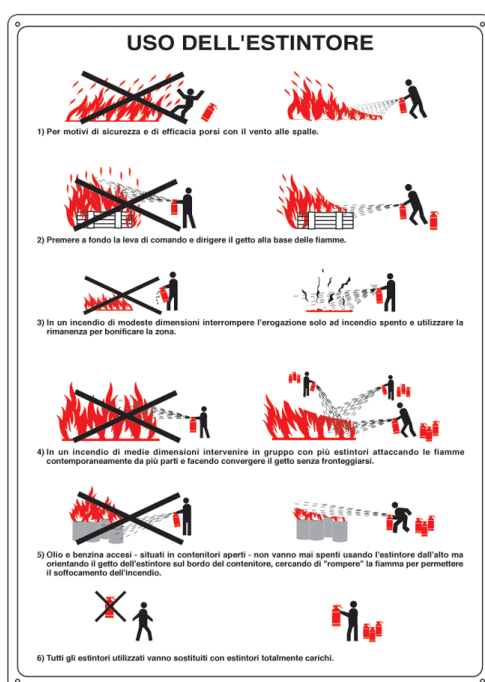 USO DELL'ESTINTORE
1) Per motivi di sicurezza e di efficacia porsi con il vento alle spalle.
2) Premere a fondo la leva di comando e dirigere il getto alla base delle fiamme.
3) In un incendio di modeste dimensioni interrompere l'erogazione solo ad incendio spento e utilizzare la
rimanenza per bonificare la zona.
4) In un incendio di medie dimensioni intervenire in gruppo con più estintori attaccando le fiamme
contemporaneamente da più parti e facendo convergere il getto senza fronteggiarsi.
5) Olio e benzina accesi - situati in contenitori aperti - non vanno mai spenti usando l'estintore dall'alto ma
orientando il getto dell'estintore sul bordo del contenitore, cercando di "rompere" la fiamma per permettere
il soffocamento dell'incendio.
6) Tutti gli estintori utilizzati vanno sostituiti con estintori totalmente carichi.